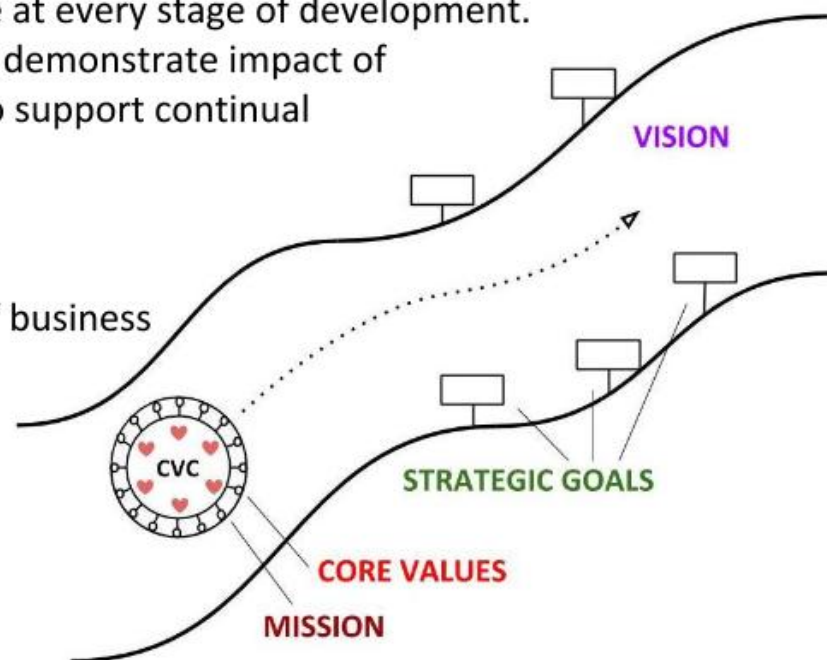 at every stage of development.
demonstrate impact of
support continual
VISION
business
CVC
STRATEGIC GOALS
CORE VALUES
MISSION